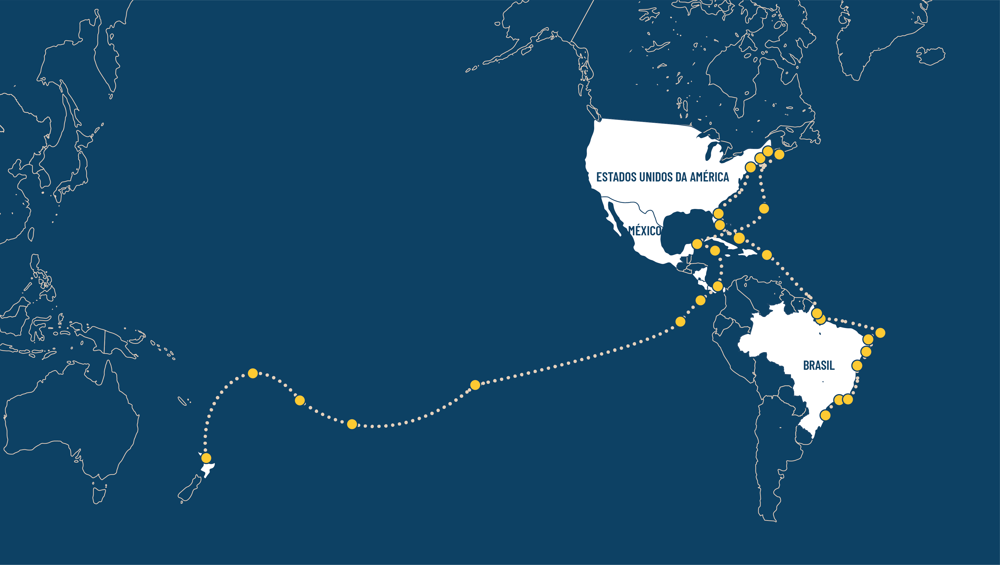 ESTADOS UNIDOS DA AMÉRICA
MÉXICO
BRASIL